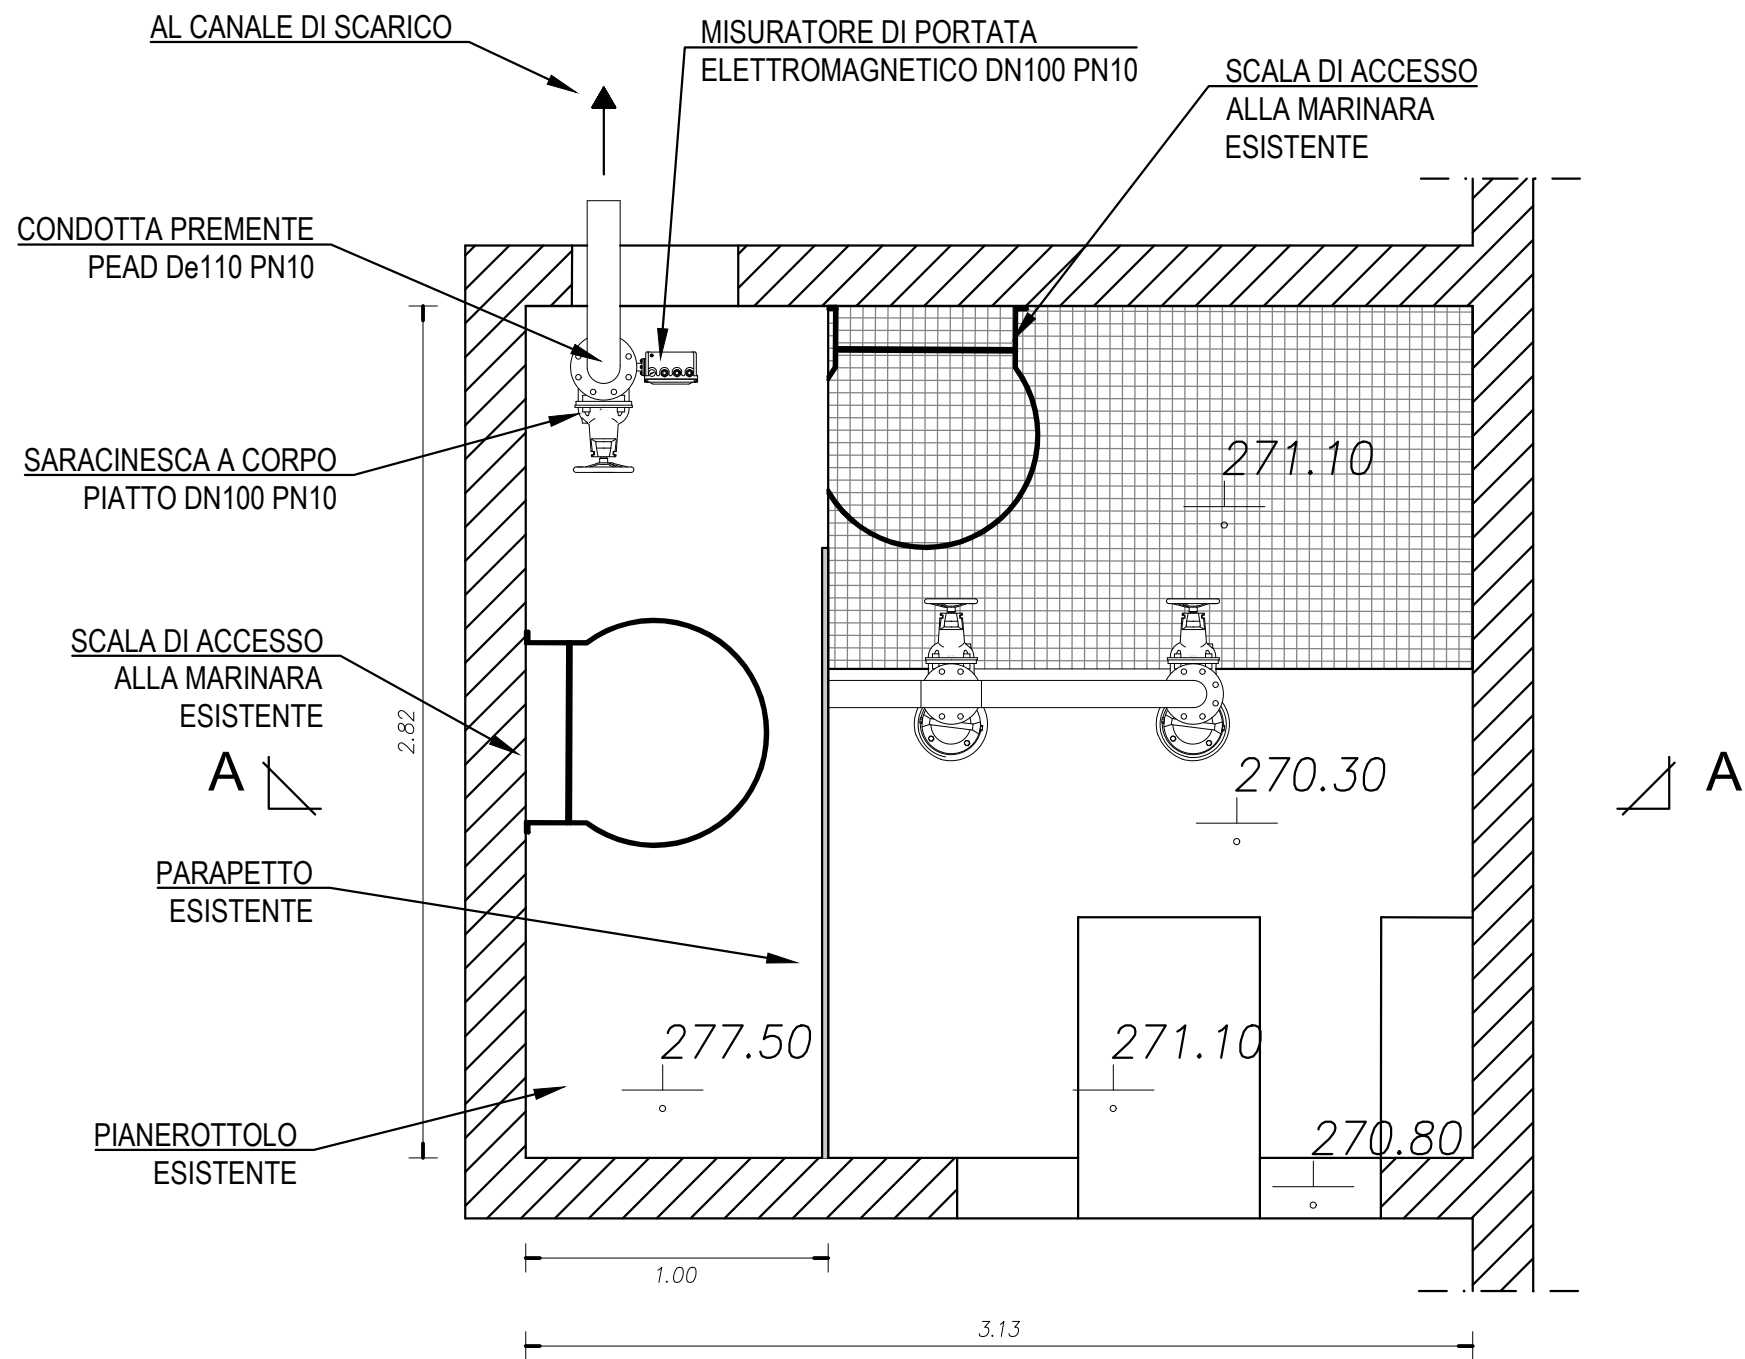 AL CANALE DI SCARICO
MISURATORE DI PORTATA
ELETTROMAGNETICO DN100 PN10
SCALA DI ACCESSO
ALLA MARINARA
ESISTENTE
CONDOTTA PREMENTE
PEAD De110 PN10
SARACINESCA A CORPO
PIATTO DN100 PN10
271.10
SCALA DI ACCESSO
ALLA MARINARA
ESISTENTE
2.82
A
270.30
A
PARAPETTO
ESISTENTE
277.50
271.10
PIANEROTTOLO
ESISTENTE
270.80
1.00
3.13